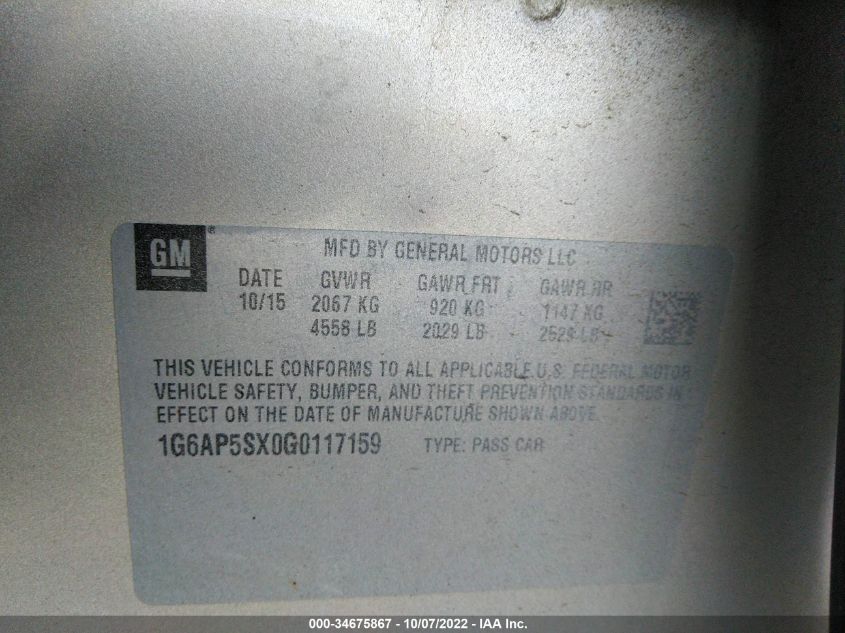 GM ®
MFD BY GENERAL MOTORS LLC
DATE GVWR GAWR FRT GAWR RR
10/15 2067 KG 920 KG 1147 KG
4558 LB 2029 LB 2529 LB
THIS VEHICLE CONFORMS TO ALL APPLICABLE U.S. FEDERAL MOTOR
VEHICLE SAFETY, BUMPER, AND THEFT PREVENTION STANDARDS IN
EFFECT ON THE DATE OF MANUFACTURE SHOWN ABOVE.
1G6AP5SX0G0117159 TYPE: PASS CAR
000-34675867 - 10/07/2022 - IAA Inc.